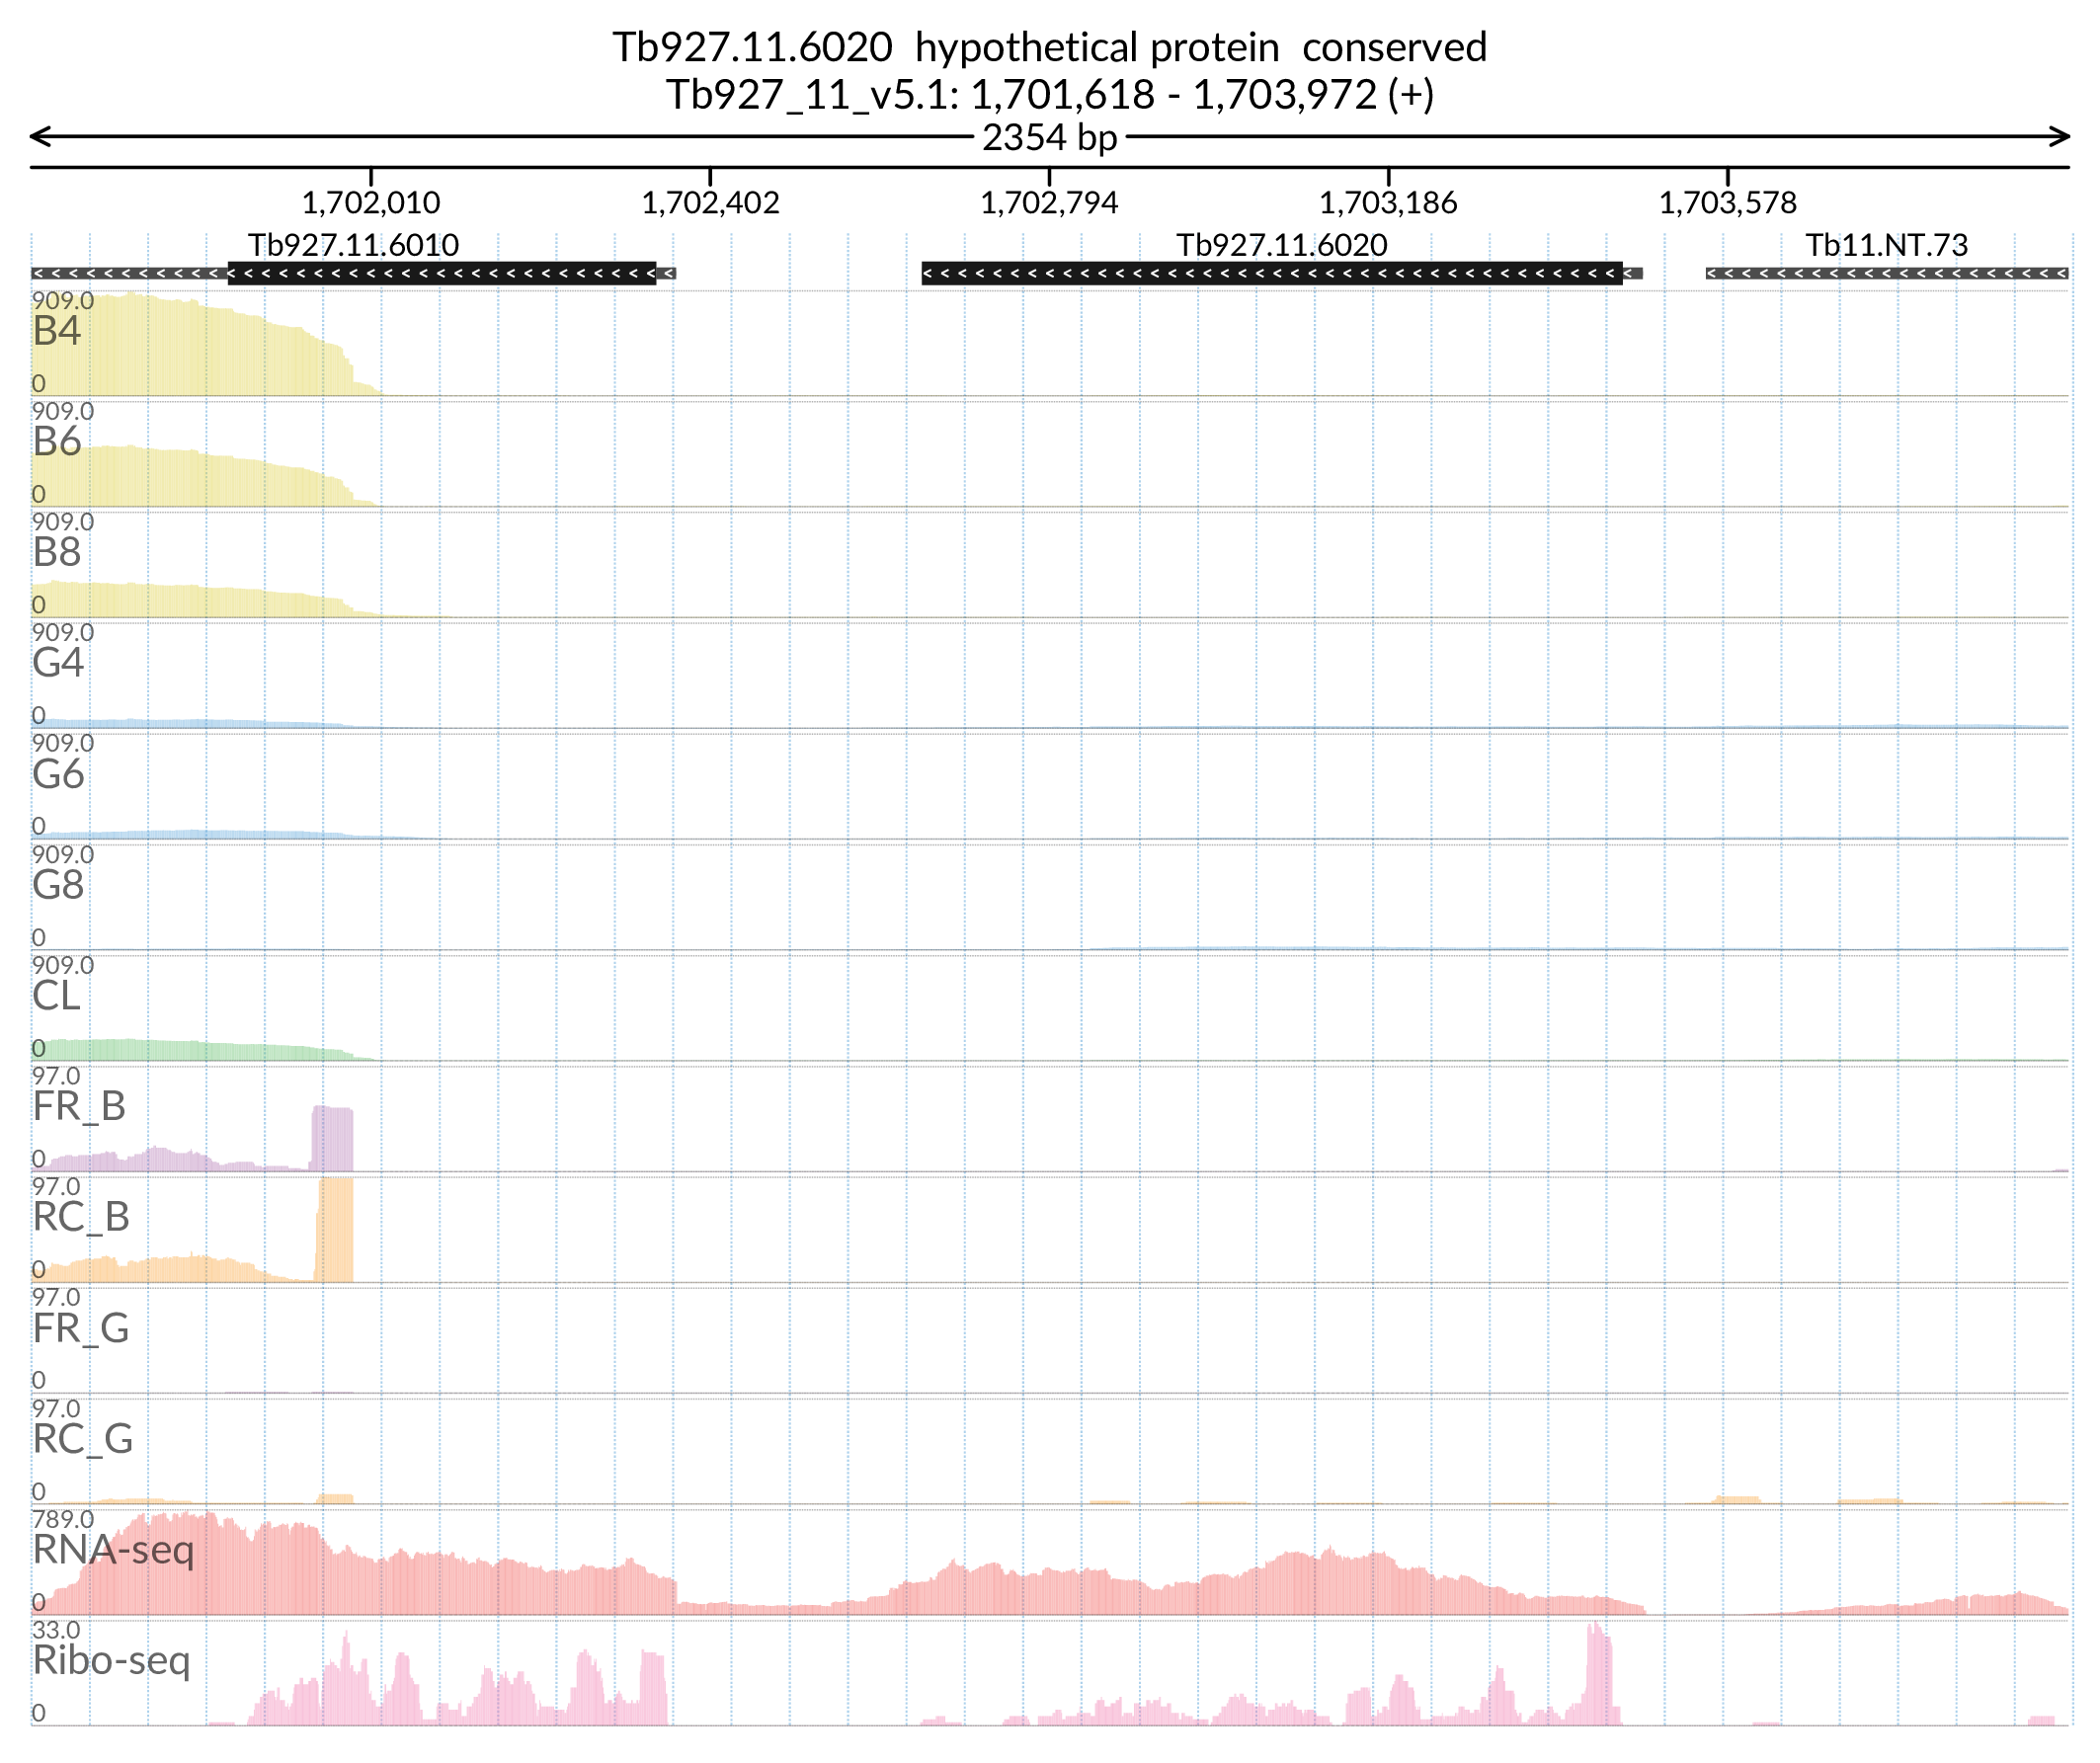 Tb927.11.6020  hypothetical protein  conserved
Tb927_11_v5.1: 1,701,618 - 1,703,972 (+)
2354 bp
1,702,010 1,702,402 1,702,794 1,703,186 1,703,578
Tb927.11.6010 Tb927.11.6020 Tb11.NT.73
909.0
B4
0
909.0
B6
0
909.0
B8
0
909.0
G4
0
909.0
G6
0
909.0
G8
0
909.0
CL
0
97.0
FR_B
0
97.0
RC_B
0
97.0
FR_G
0
97.0
RC_G
0
789.0
RNA-seq
0
33.0
Ribo-seq
0